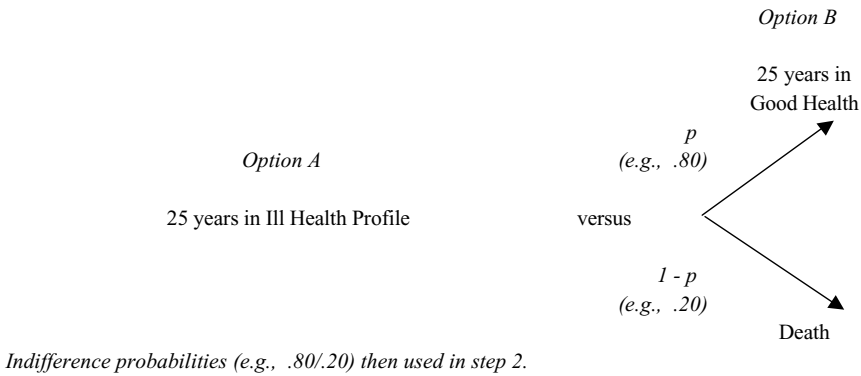 Option B
25 years in
Good Health
p
(e.g., .80)
Option A
25 years in Ill Health Profile versus
1 - p
(e.g., .20)
Death
Indifference probabilities (e.g., .80/.20) then used in step 2.